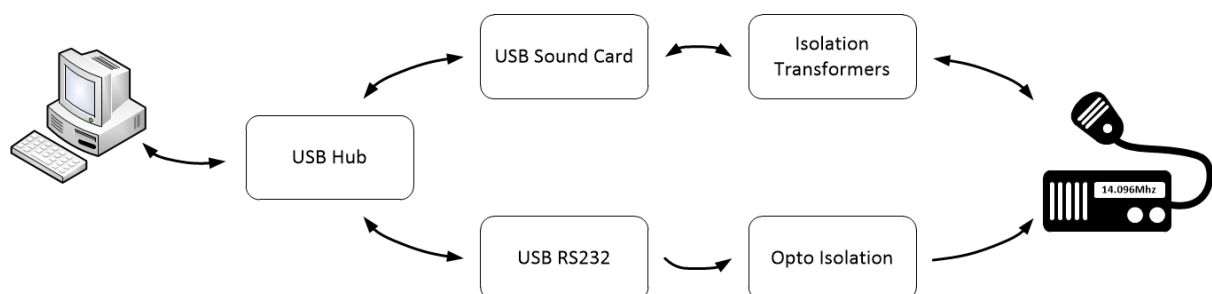 USB Sound Card
Isolation
Transformers
USB Hub
14.096Mhz
USB RS232
Opto Isolation